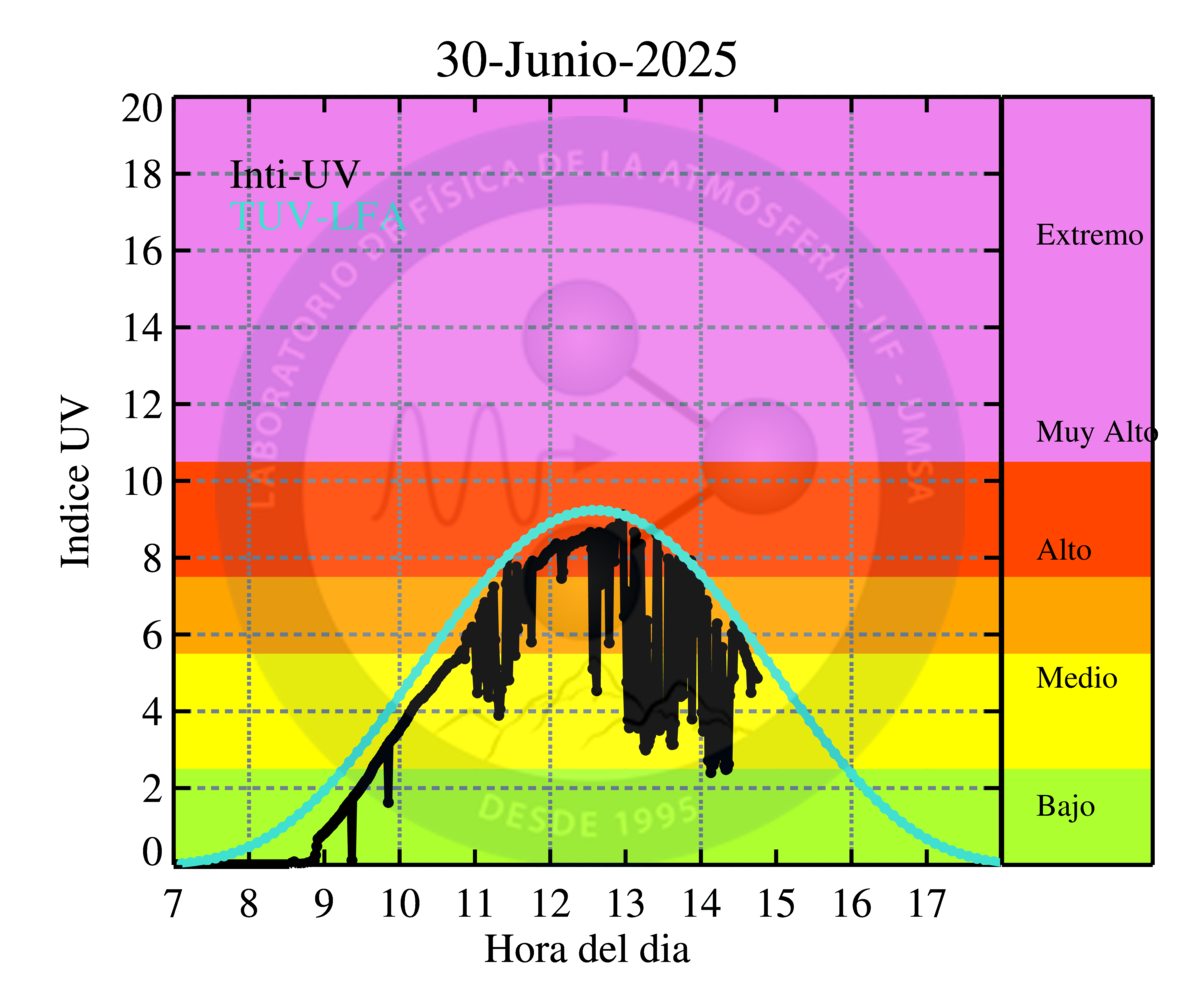 30-Junio-2025
20
18
16
14
12
10
8
6
4
2
0
Indice UV
Inti-UV
TUV-LFA
LABORATORIO DE FÍSICA DE LA ATMÓSFERA - IIF - UMSA
DESDE 1995
Extremo
Muy Alto
Alto
Medio
Bajo
7 8 9 10 11 12 13 14 15 16 17
Hora del dia